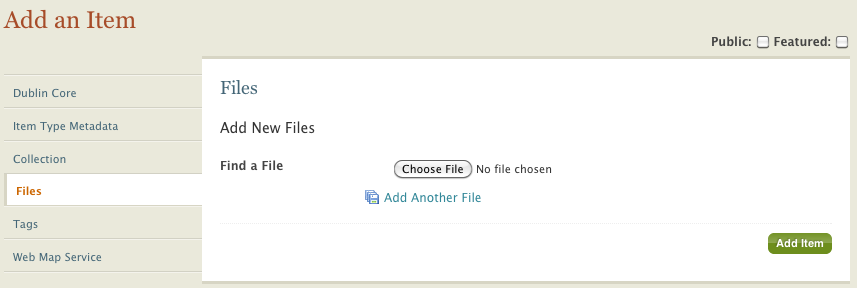 Add an Item
Public: Featured:
Dublin Core
Item Type Metadata
Collection
Files
Tags
Web Map Service
Files
Add New Files
Find a File Choose File No file chosen
Add Another File
Add Item